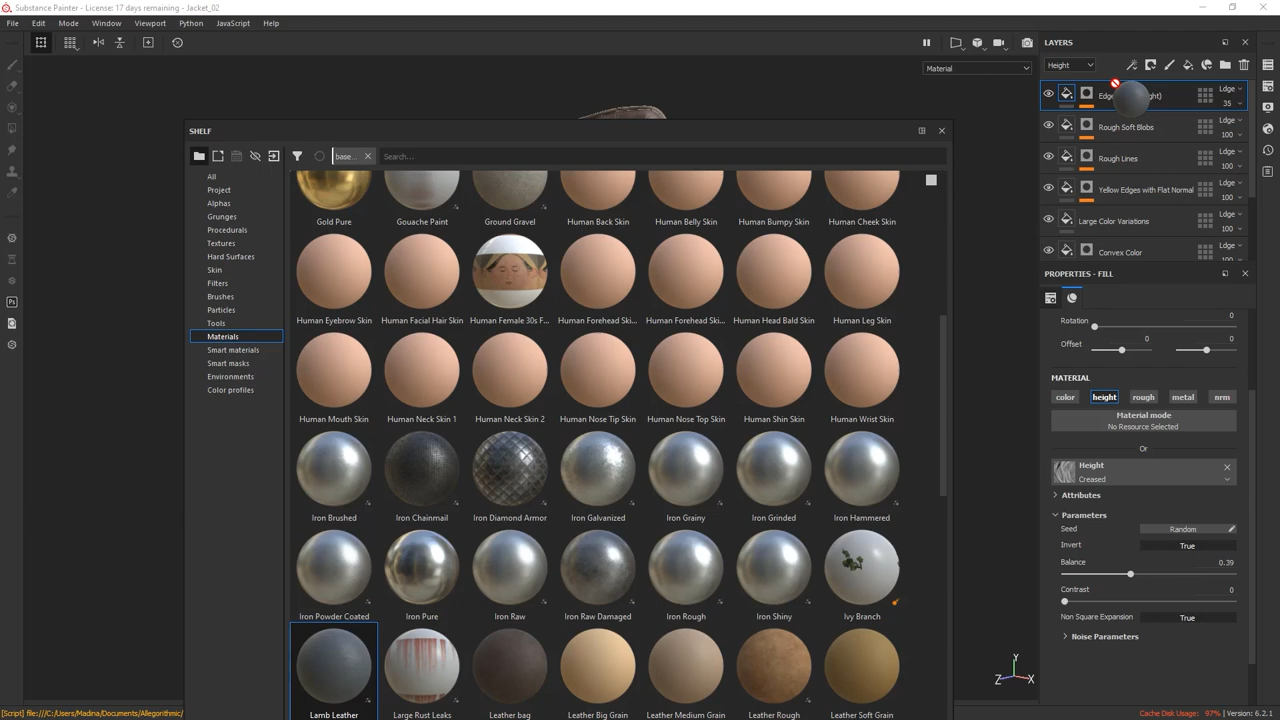 Substance Painter - License: 17 days remaining - Jacket_02
File Edit Mode Window Viewport Python JavaScript Help
Material
SHELF
base...
Search...
All
Project
Alphas
Grunges
Procedurals
Textures
Hard Surfaces
Skin
Filters
Brushes
Particles
Tools
Materials
Smart materials
Smart masks
Environments
Color profiles
Gold Pure Gouache Paint Ground Gravel Human Back Skin Human Belly Skin Human Bumpy Skin Human Cheek Skin
Human Eyebrow Skin Human Facial Hair Skin Human Female 30s F... Human Forehead Ski... Human Forehead Ski... Human Head Bald Skin Human Leg Skin
Human Mouth Skin Human Neck Skin 1 Human Neck Skin 2 Human Nose Tip Skin Human Nose Top Skin Human Shin Skin Human Wrist Skin
Iron Brushed Iron Chainmail Iron Diamond Armor Iron Galvanized Iron Grainy Iron Grinded Iron Hammered
Iron Powder Coated Iron Pure Iron Raw Iron Raw Damaged Iron Rough Iron Shiny Ivy Branch
Lamb Leather Large Rust Leaks Leather bag Leather Big Grain Leather Medium Grain Leather Rough Leather Soft Grain
LAYERS
Height
Ldge
35
Rough Soft Blobs
Ldge
100
Rough Lines
Ldge
100
Yellow Edges with Flat Normal
Ldge
100
Large Color Variations
Ldge
100
Convex Color
Ldge
100
PROPERTIES - FILL
Rotation 0
Offset 0 0
MATERIAL
color height rough metal nrm
Material mode
No Resource Selected
Or
Height
Creased
Attributes
Parameters
Seed Random
Invert True
Balance 0.39
Contrast 0
Non Square Expansion True
Noise Parameters
Y
Z X
Ps
[Script] file:///C:/Users/Madina/Documents/Allegorithmic/
Cache Disk Usage: 97% | Version: 6.2.1